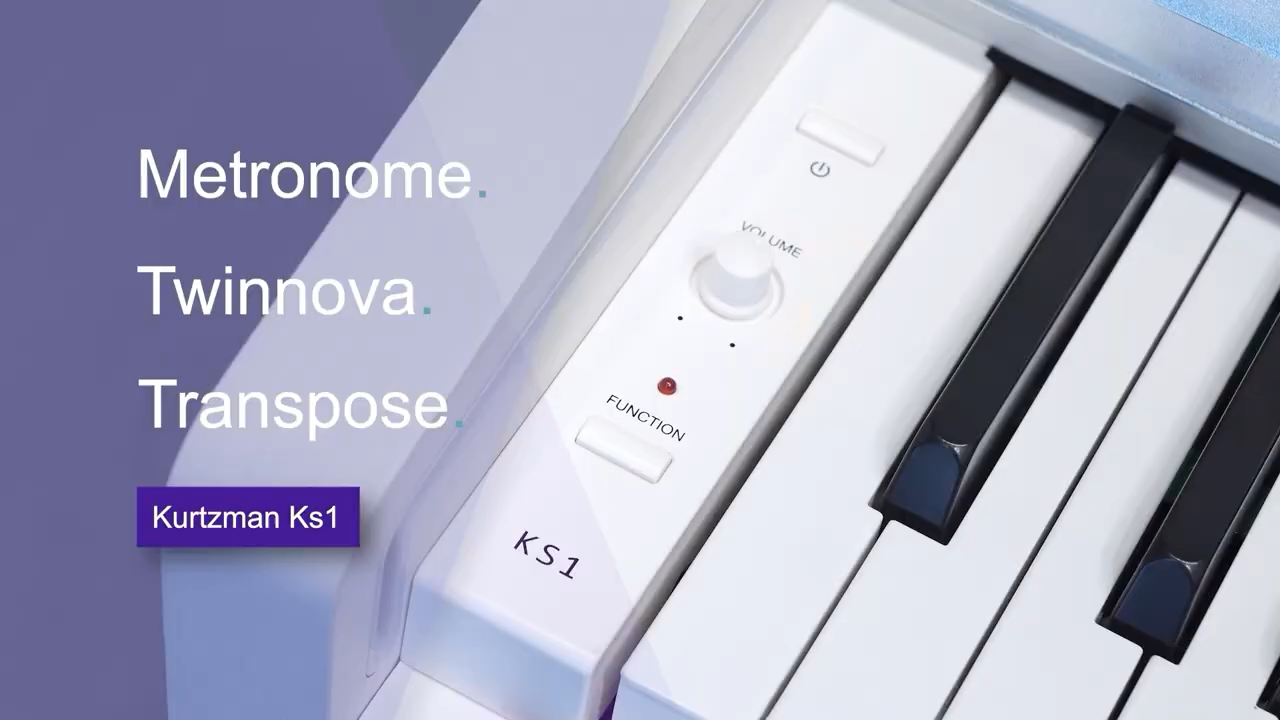 Metronome.
Twinnova.
Transpose.
Kurtzman Ks1
VOLUME
FUNCTION
KS1